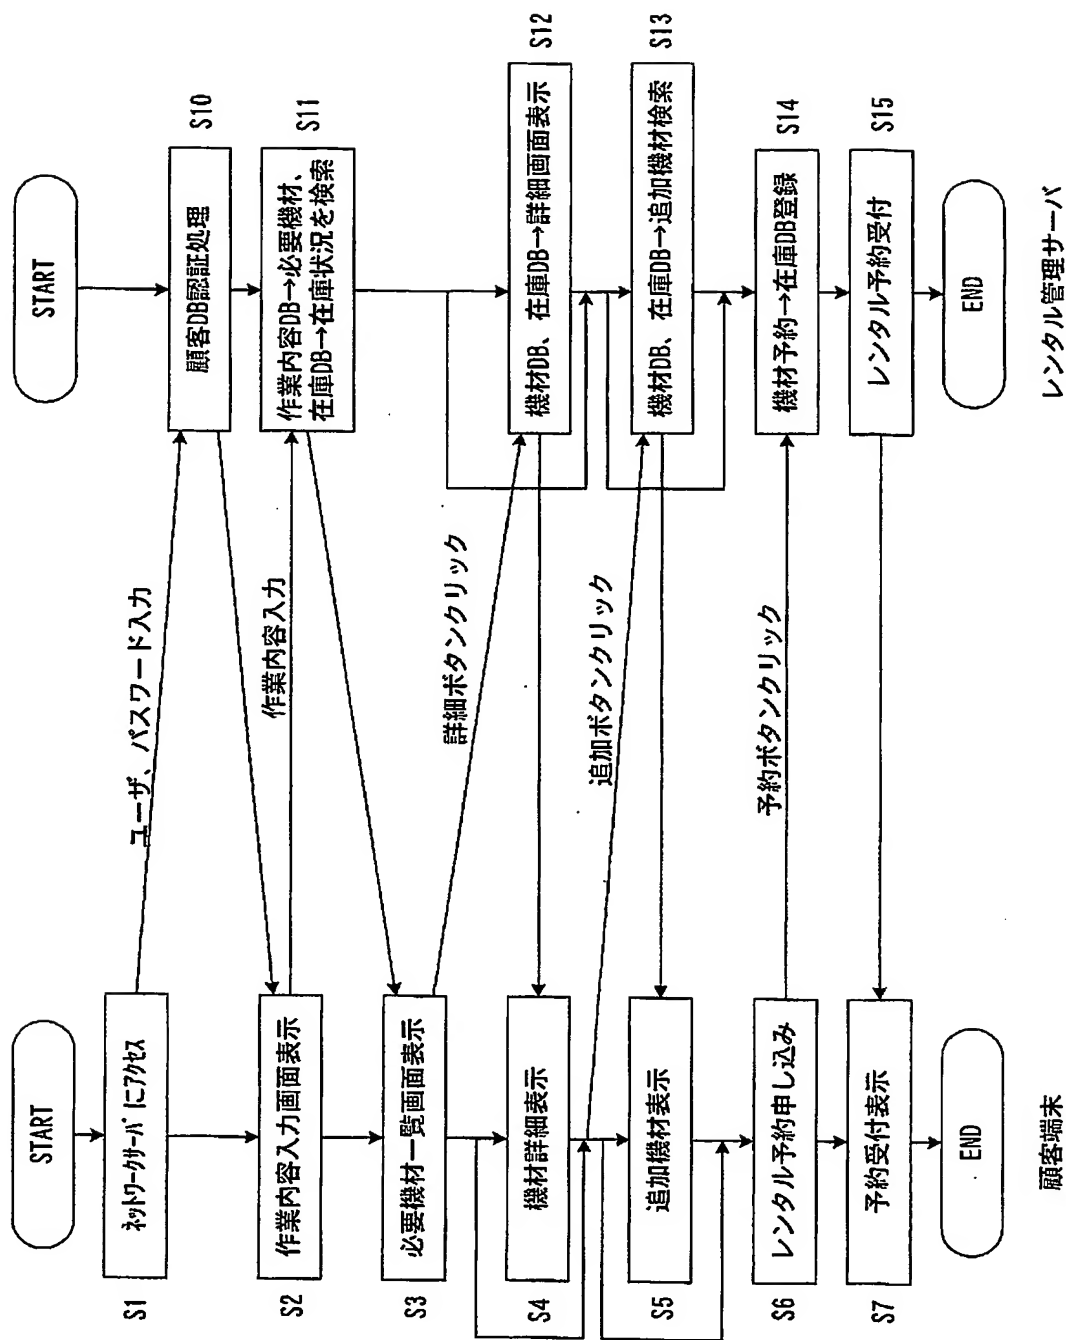 START
ネットワークサーバにアクセス
S1
作業内容入力画面表示
S2
必要機材一覧画面表示
S3
機材詳細表示
S4
追加機材表示
S5
レンタル予約申し込み
S6
予約受付表示
S7
END
顧客端末
ユーザ、パスワード入力
作業内容入力
詳細ボタンクリック
追加ボタンクリック
予約ボタンクリック
START
顧客DB認証処理
S10
作業内容DB→必要機材、
在庫DB→在庫状況を検索
S11
機材DB、在庫DB→詳細画面表示
S12
機材DB、在庫DB→追加機材検索
S13
機材予約→在庫DB登録
S14
レンタル予約受付
S15
END
レンタル管理サーバ